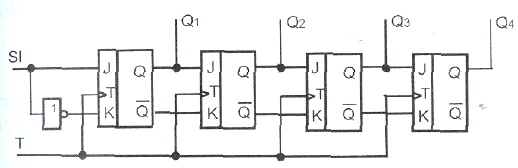 Q1 Q2 Q3 Q4
SI J Q J Q J Q J Q
T T T T
1 K Q̅ K Q̅ K Q̅ K Q̅
T